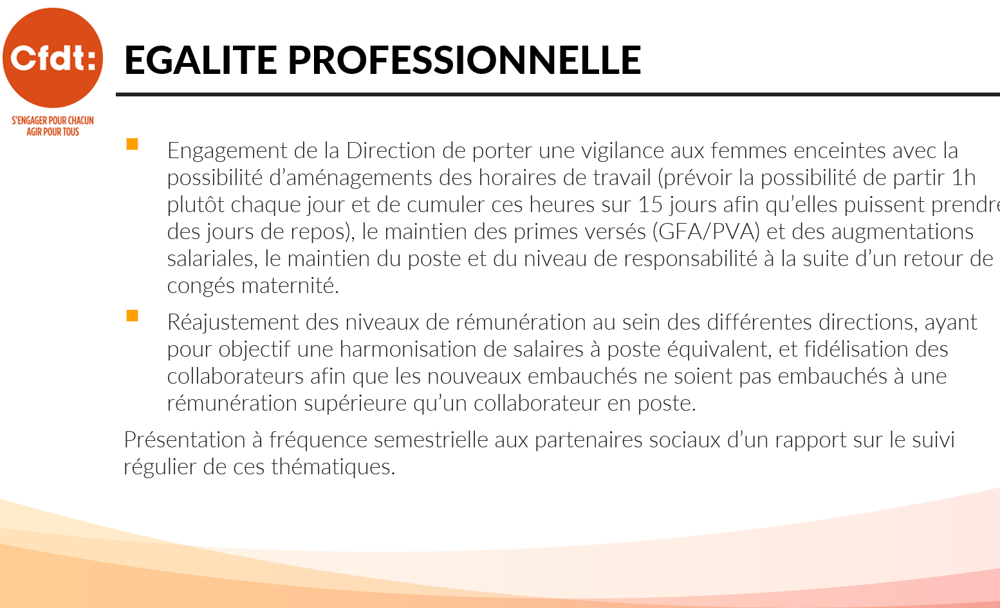 Cfdt:
S'ENGAGER POUR CHACUN
AGIR POUR TOUS
EGALITE PROFESSIONNELLE
Engagement de la Direction de porter une vigilance aux femmes enceintes avec la
possibilité d’aménagements des horaires de travail (prévoir la possibilité de partir 1h
plutôt chaque jour et de cumuler ces heures sur 15 jours afin qu’elles puissent prendre
des jours de repos), le maintien des primes versés (GFA/PVA) et des augmentations
salariales, le maintien du poste et du niveau de responsabilité à la suite d’un retour de
congés maternité.
Réajustement des niveaux de rémunération au sein des différentes directions, ayant
pour objectif une harmonisation de salaires à poste équivalent, et fidélisation des
collaborateurs afin que les nouveaux embauchés ne soient pas embauchés à une
rémunération supérieure qu’un collaborateur en poste.
Présentation à fréquence semestrielle aux partenaires sociaux d’un rapport sur le suivi
régulier de ces thématiques.